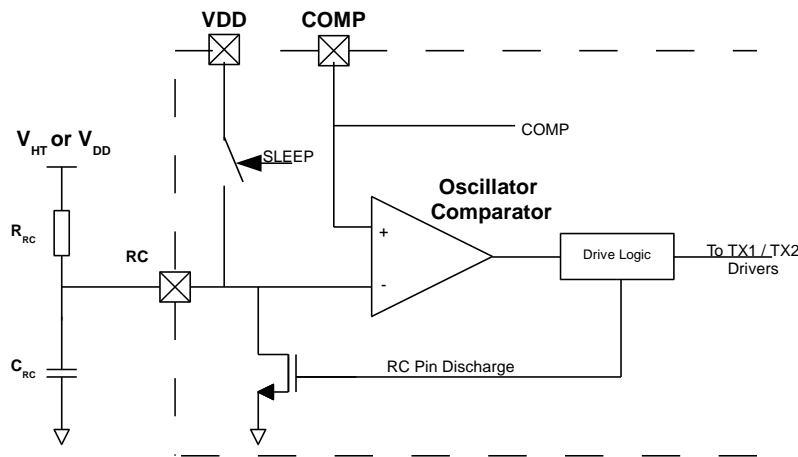 VDD
COMP
COMP
V_HT or V_DD
SLEEP
Oscillator
Comparator
R_RC
RC
+
Drive Logic
To TX1 / TX2
Drivers
-
C_RC
RC Pin Discharge